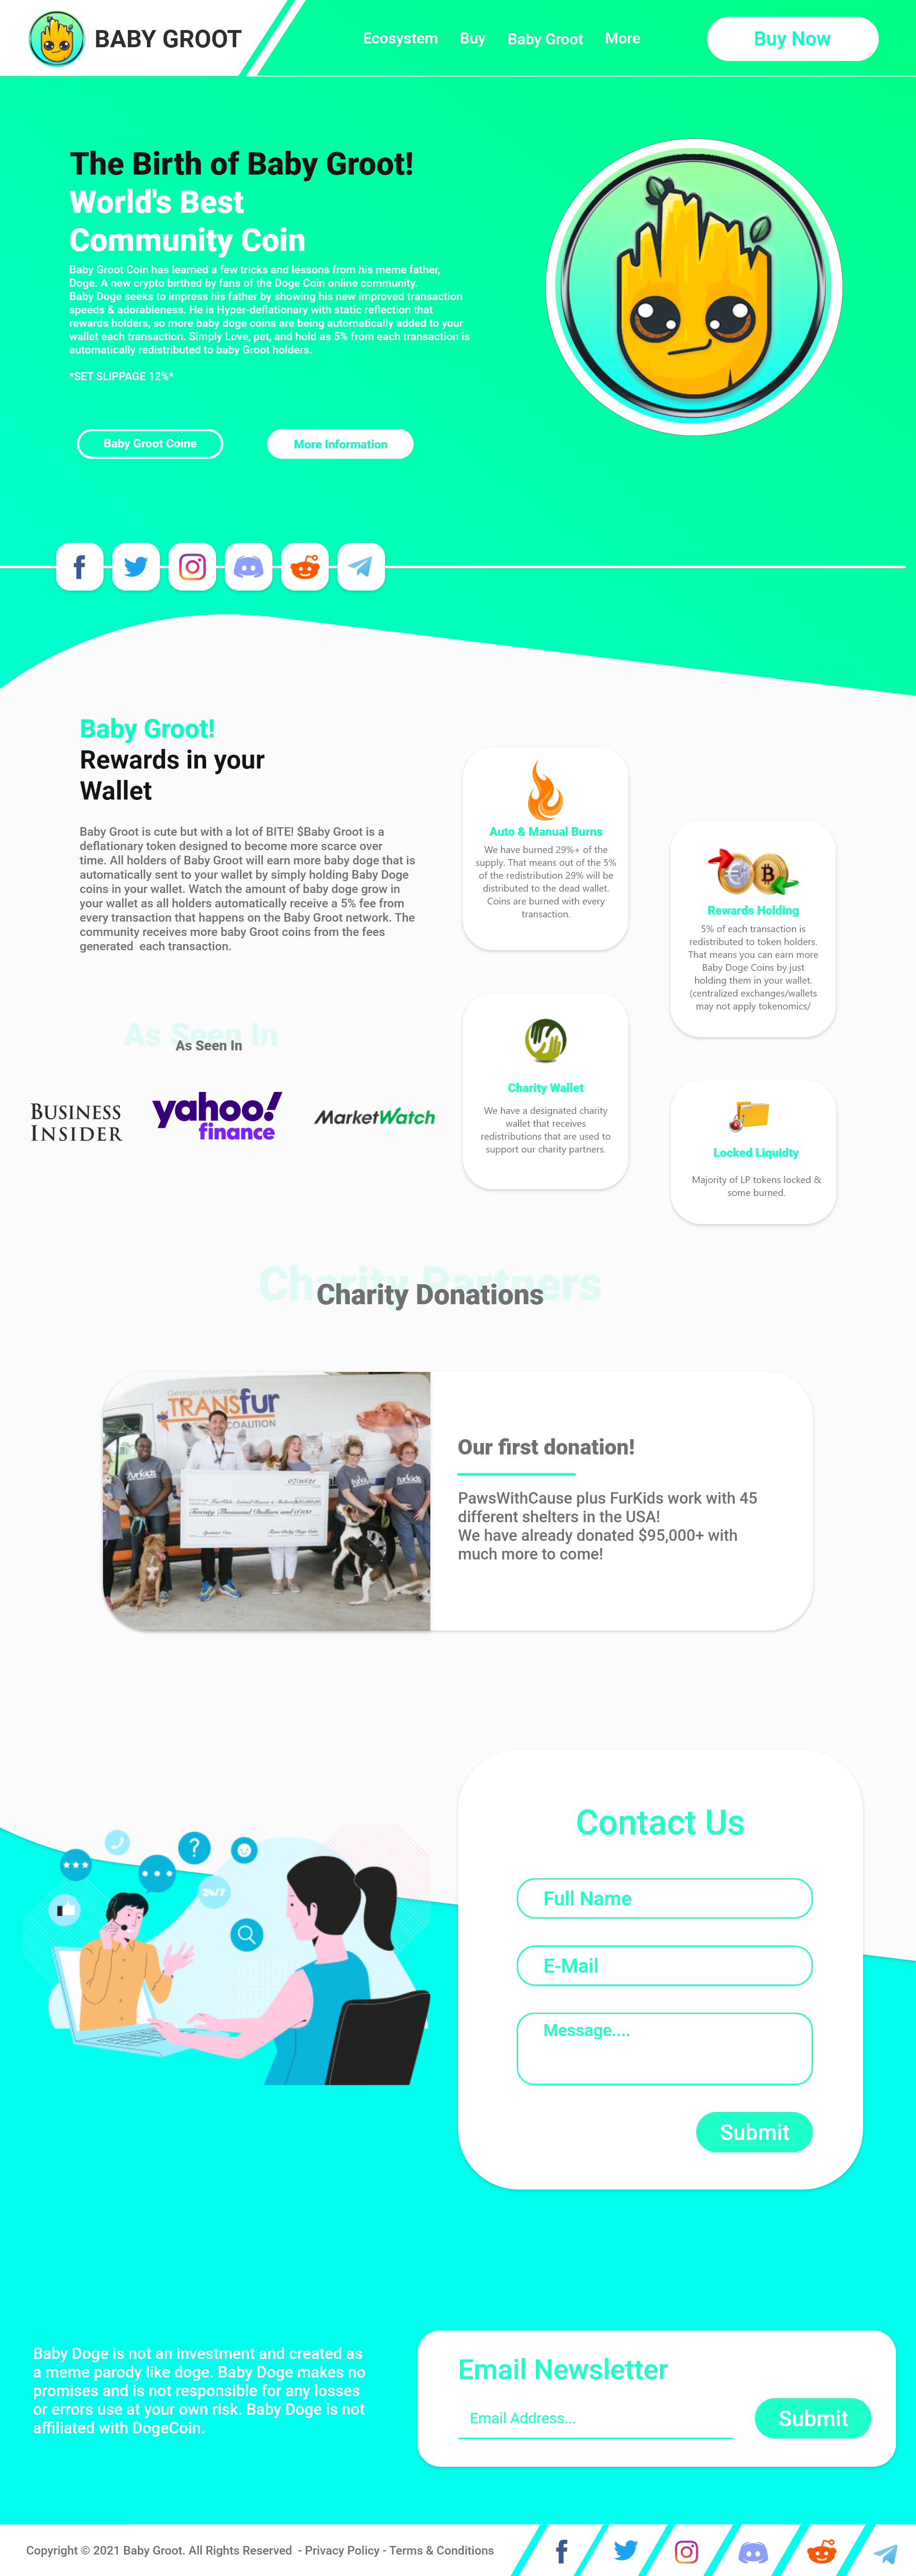 BABY GROOT
Ecosystem Buy Baby Groot More
Buy Now
The Birth of Baby Groot!
World's Best
Community Coin
Baby Groot Coin has learned a few tricks and lessons from his meme father,
Doge. A new crypto birthed by fans of the Doge Coin online community.
Baby Doge seeks to impress his father by showing his new improved transaction
speeds & adorableness. He is Hyper-deflationary with static reflection that
rewards holders, so more baby doge coins are being automatically added to your
wallet each transaction. Simply Love, pet, and hold as 5% from each transaction is
automatically redistributed to baby Groot holders.
*SET SLIPPAGE 12%*
Baby Groot Coine
More Information
Baby Groot!
Rewards in your
Wallet
Baby Groot is cute but with a lot of BITE! $Baby Groot is a
deflationary token designed to become more scarce over
time. All holders of Baby Groot will earn more baby doge that is
automatically sent to your wallet by simply holding Baby Doge
coins in your wallet. Watch the amount of baby doge grow in
your wallet as all holders automatically receive a 5% fee from
every transaction that happens on the Baby Groot network. The
community receives more baby Groot coins from the fees
generated  each transaction.
As Seen In
As Seen In
BUSINESS
INSIDER
yahoo!
finance
MarketWatch
Auto & Manual Burns
We have burned 29%+ of the
supply. That means out of the 5%
of the redistribution 29% will be
distributed to the dead wallet.
Coins are burned with every
transaction.
Rewards Holding
5% of each transaction is
redistributed to token holders.
That means you can earn more
Baby Doge Coins by just
holding them in your wallet.
(centralized exchanges/wallets
may not apply tokenomics/
Charity Wallet
We have a designated charity
wallet that receives
redistributions that are used to
support our charity partners.
Locked Liquidty
Majority of LP tokens locked &
some burned.
Charity Partners
Charity Donations
Georgia Interstate
TRANSfur
COALITION
furkids
furkids
Twenty Thousand Dollars and
Baby Doge Coin
Our first donation!
PawsWithCause plus FurKids work with 45
different shelters in the USA!
We have already donated $95,000+ with
much more to come!
24/7
Contact Us
Full Name
E-Mail
Message....
Submit
Baby Doge is not an investment and created as
a meme parody like doge. Baby Doge makes no
promises and is not responsible for any losses
or errors use at your own risk. Baby Doge is not
affiliated with DogeCoin.
Email Newsletter
Email Address...
Submit
Copyright © 2021 Baby Groot. All Rights Reserved  - Privacy Policy - Terms & Conditions